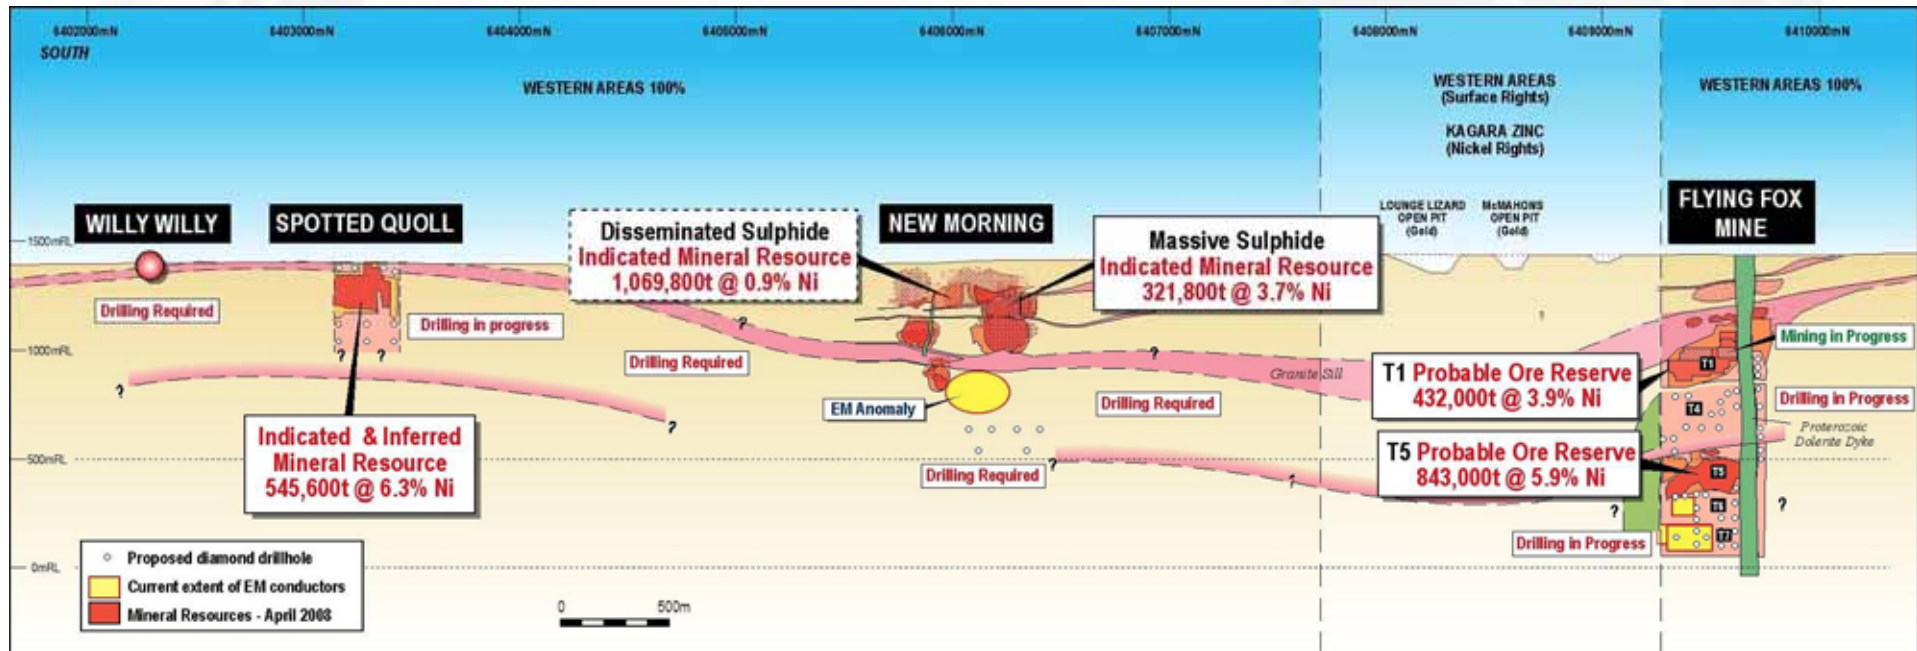 6402000mN
6403000mN
6404000mN
6405000mN
6406000mN
6407000mN
6408000mN
6409000mN
6410000mN
SOUTH
WESTERN AREAS 100%
WESTERN AREAS
(Surface Rights)
KAGARA ZINC
(Nickel Rights)
WESTERN AREAS 100%
WILLY WILLY
SPOTTED QUOLL
NEW MORNING
FLYING FOX
MINE
LOUNGE LIZARD
OPEN PIT
(Gold)
McMAHONS
OPEN PIT
(Gold)
Disseminated Sulphide
Indicated Mineral Resource
1,069,800t @ 0.9% Ni
Massive Sulphide
Indicated Mineral Resource
321,800t @ 3.7% Ni
1500mRL
Drilling Required
Drilling in progress
?
?
?
1000mRL
Drilling Required
?
Granite Sill
?
Mining in Progress
T1
T1 Probable Ore Reserve
432,000t @ 3.9% Ni
?
?
EM Anomaly
Drilling Required
T4
Drilling in Progress
Proterozoic
Dolerite Dyke
Indicated & Inferred
Mineral Resource
545,600t @ 6.3% Ni
T5 Probable Ore Reserve
843,000t @ 5.9% Ni
T5
500mRL
?
Drilling Required
?
?
T6
?
T7
Drilling in Progress
0mRL
Proposed diamond drillhole
Current extent of EM conductors
Mineral Resources - April 2008
0 500m